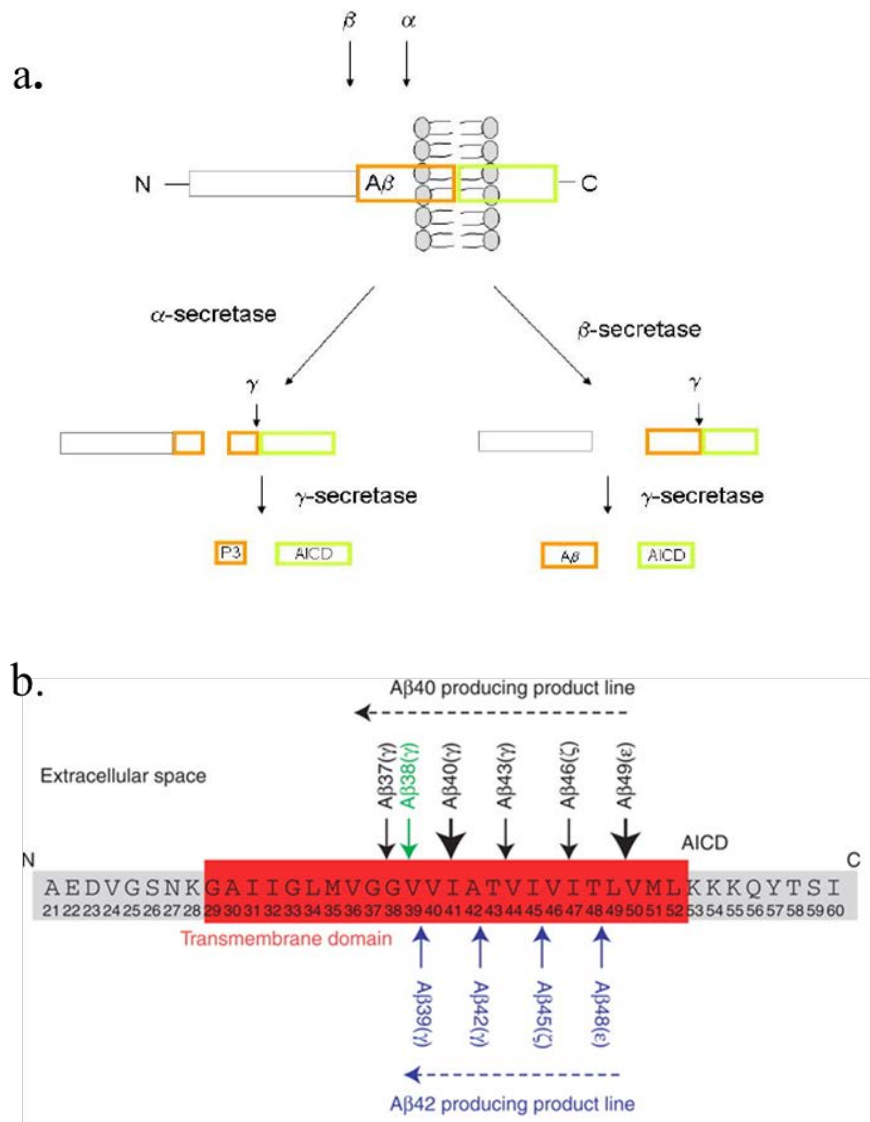 β α
a.
N Aβ C
α-secretase β-secretase
γ γ
γ-secretase γ-secretase
P3 AICD Aβ AICD
b.
Aβ40 producing product line
Extracellular space
Aβ37(γ) Aβ38(γ) Aβ40(γ) Aβ43(γ) Aβ46(ζ) Aβ49(ε)
AICD
N C
A E D V G S N K G A I I G L M V G G V V I A T V I V I T L V M L K K K Q Y T S I
21 22 23 24 25 26 27 28 29 30 31 32 33 34 35 36 37 38 39 40 41 42 43 44 45 46 47 48 49 50 51 52 53 54 55 56 57 58 59 60
Transmembrane domain
Aβ39(γ) Aβ42(γ) Aβ45(ζ) Aβ48(ε)
Aβ42 producing product line